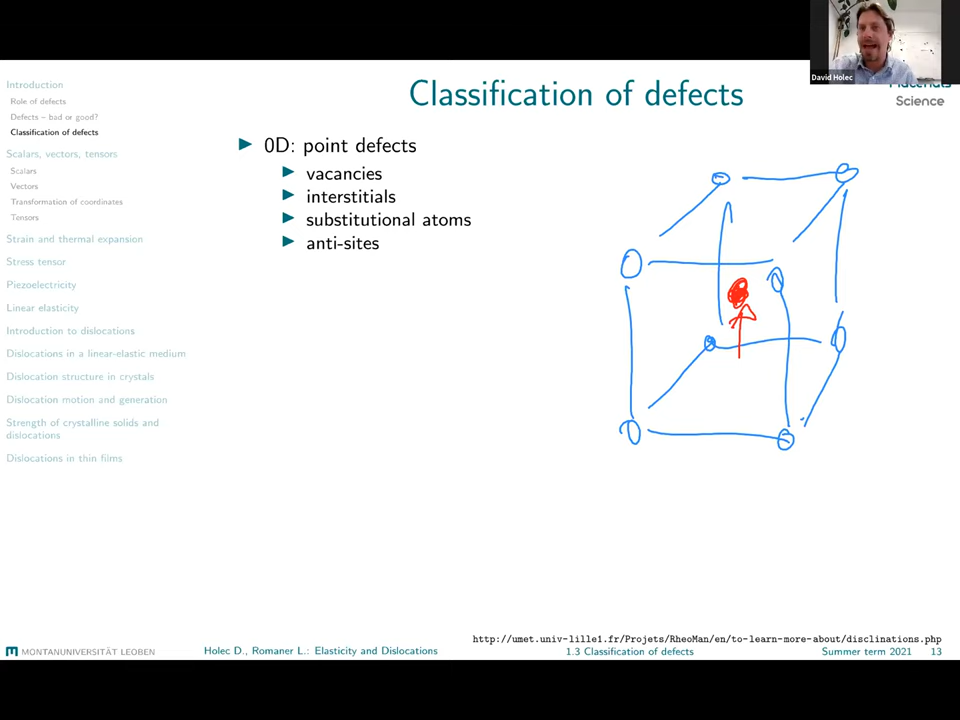 David Holec
Materials
Science
Classification of defects
Introduction
Role of defects
Defects – bad or good?
Classification of defects
Scalars, vectors, tensors
Scalars
Vectors
Transformation of coordinates
Tensors
Strain and thermal expansion
Stress tensor
Piezoelectricity
Linear elasticity
Introduction to dislocations
Dislocations in a linear-elastic medium
Dislocation structure in crystals
Dislocation motion and generation
Strength of crystalline solids and
dislocations
Dislocations in thin films
0D: point defects
vacancies
interstitials
substitutional atoms
anti-sites
http://umet.univ-lille1.fr/Projets/RheoMan/en/to-learn-more-about/disclinations.php
MONTANUNIVERSITÄT LEOBEN
Holec D., Romaner L.: Elasticity and Dislocations
1.3 Classification of defects
Summer term 2021 13